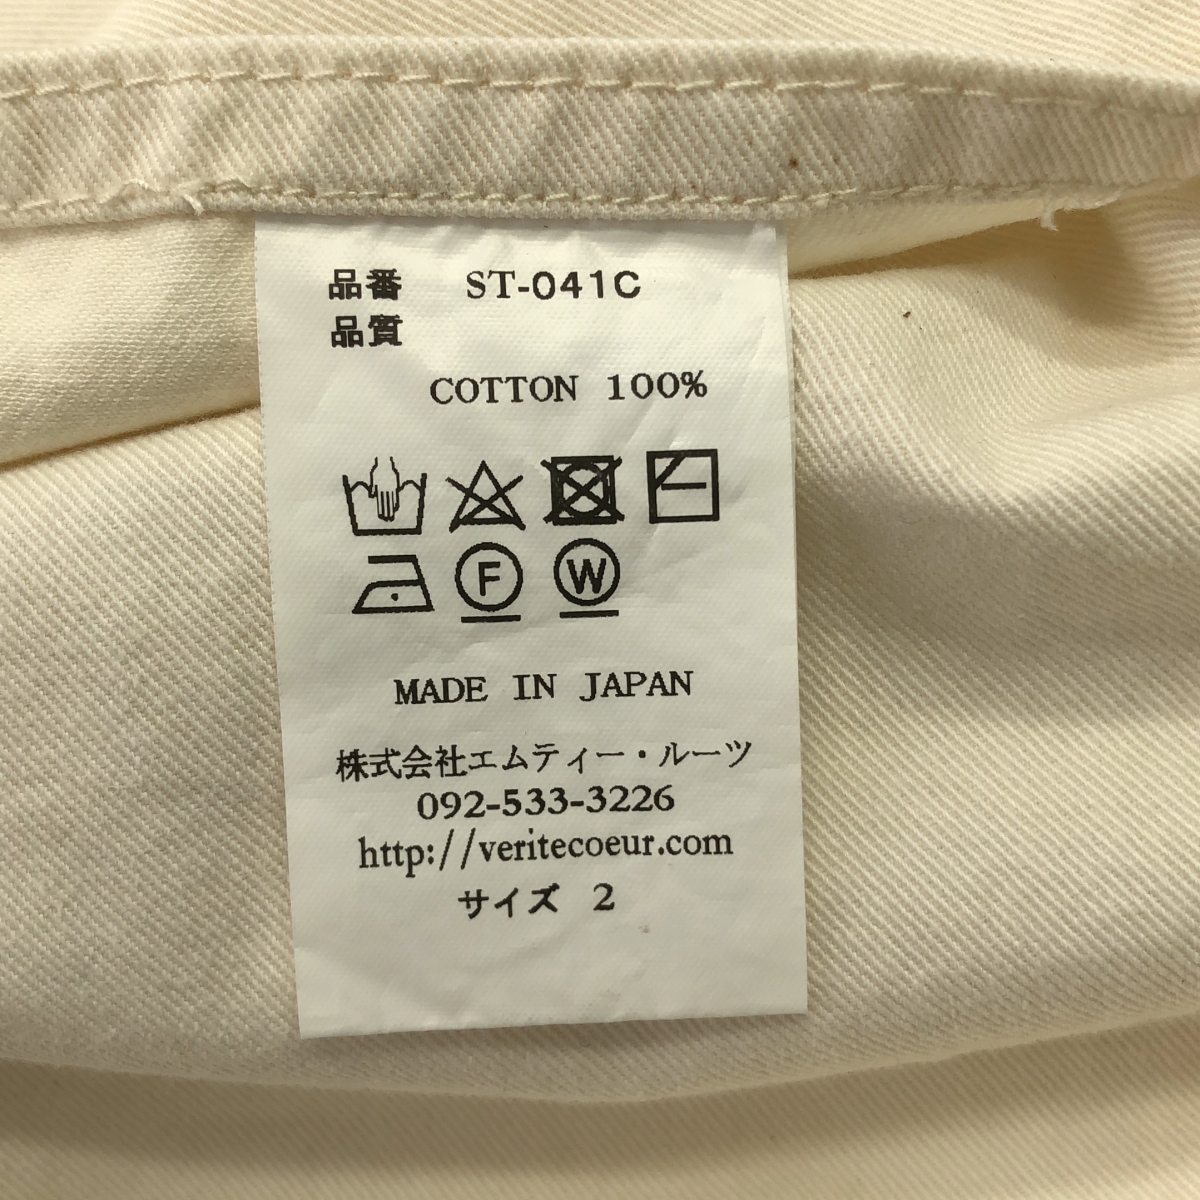 品番 ST-041C
品質
COTTON 100%
F W
MADE IN JAPAN
株式会社エムティー・ルーツ
092-533-3226
http://veritecoeur.com
サイズ 2